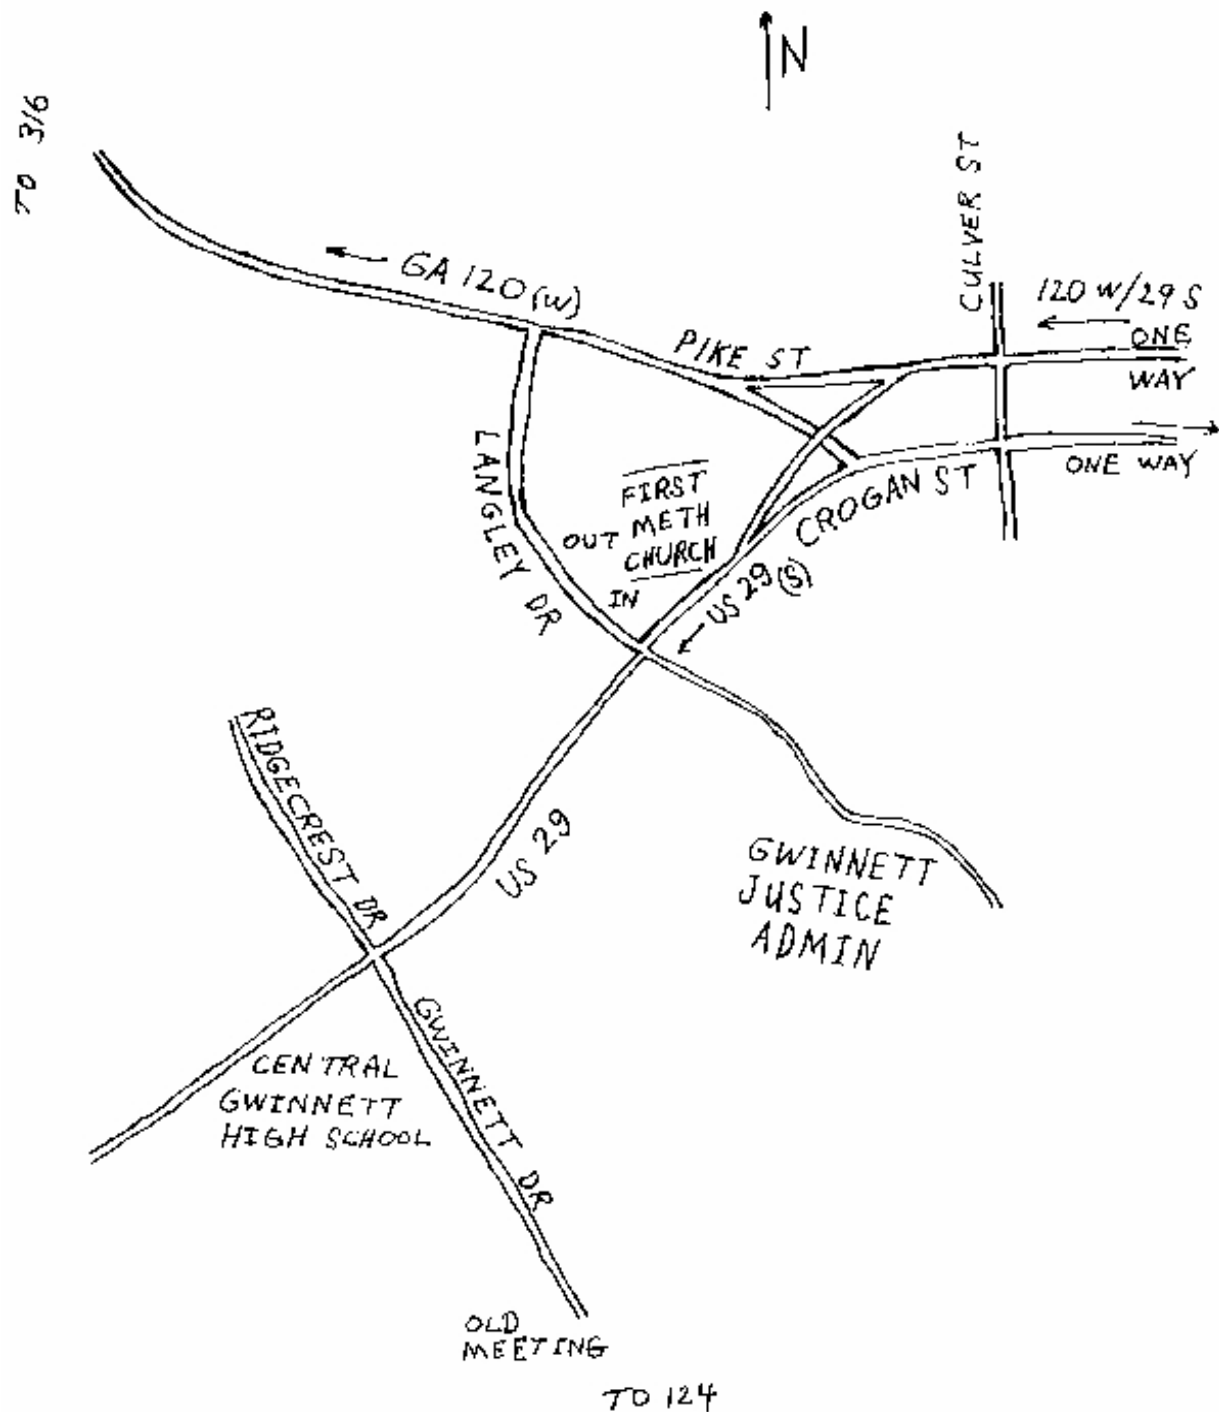 N
TO 316
CULVER ST
GA 120 (W)
120 W/29 S
ONE
WAY
PIKE ST
ONE WAY
CROGAN ST
LANGLEY DR
FIRST
OUT METH
CHURCH
IN
US 29 (S)
RIDGECREST DR
US 29
GWINNETT
JUSTICE
ADMIN
GWINNETT DR
CENTRAL
GWINNETT
HIGH SCHOOL
OLD
MEETING
TO 124